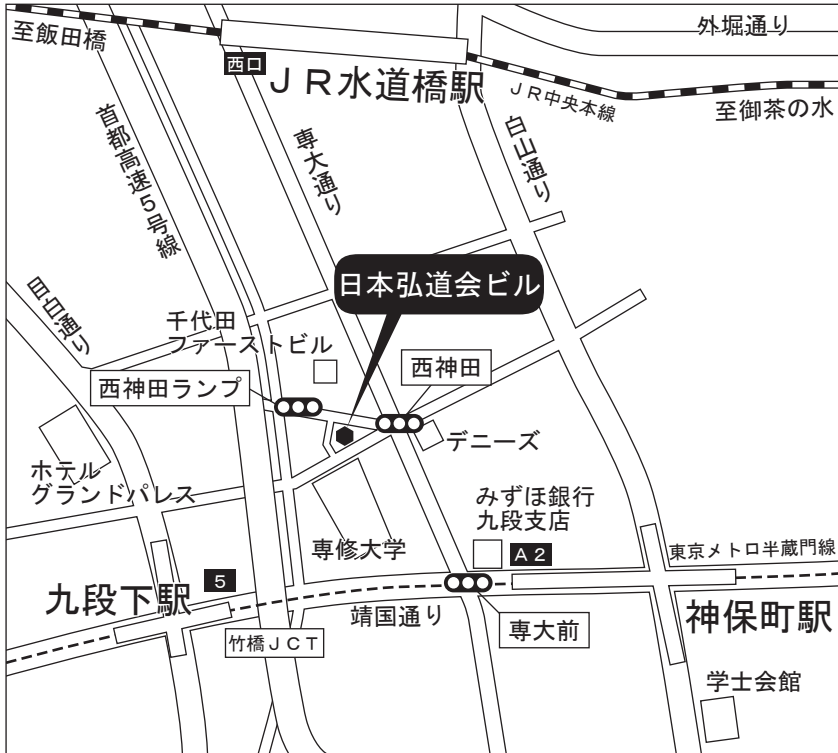 至飯田橋
外堀通り
西口
ＪＲ水道橋駅
ＪＲ中央本線
至御茶の水
首都高速５号線
専大通り
白山通り
日本弘道会ビル
目白通り
千代田
ファーストビル
西神田ランプ
西神田
デニーズ
ホテル
グランドパレス
みずほ銀行
九段支店
専修大学
Ａ２
東京メトロ半蔵門線
５
九段下駅
靖国通り
専大前
神保町駅
竹橋ＪＣＴ
学士会館